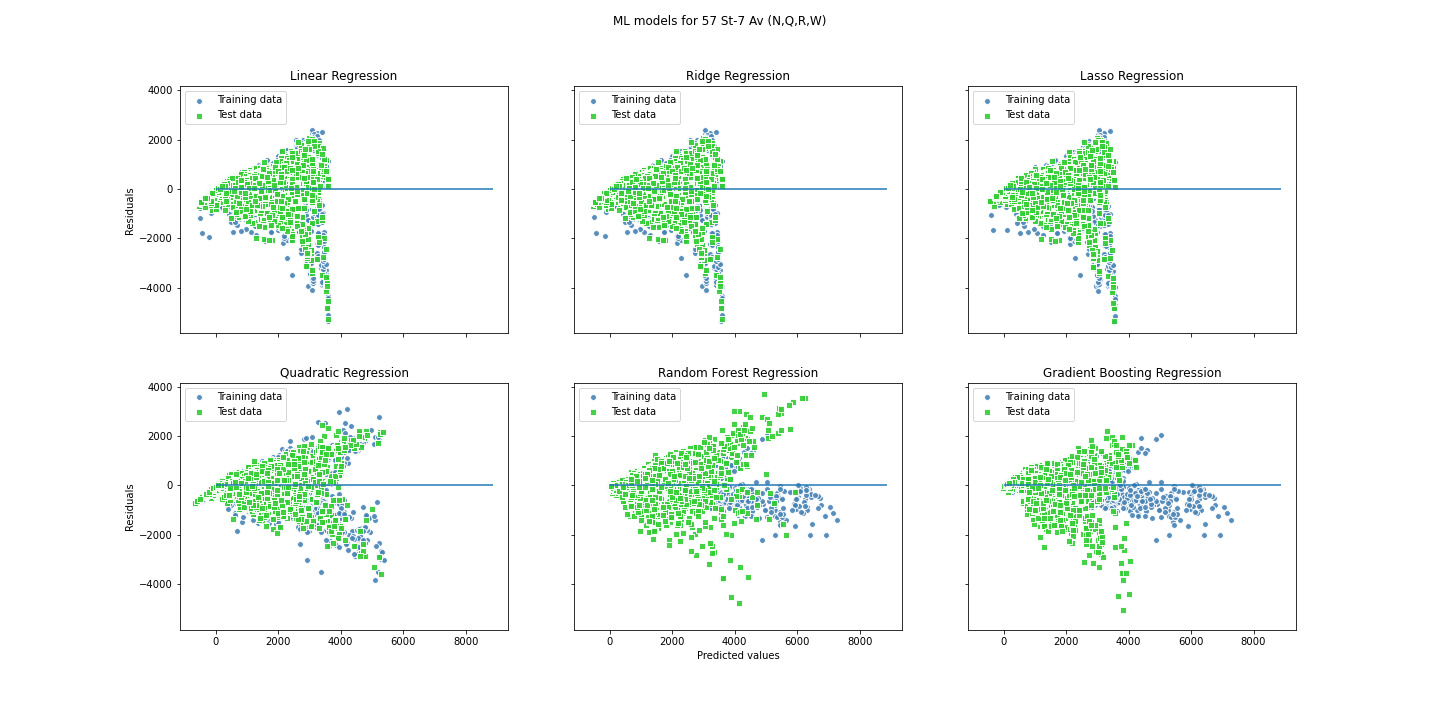 ML models for 57 St-7 Av (N,Q,R,W)
Linear Regression
Training data
Test data
4000
2000
0
−2000
−4000
Residuals
Ridge Regression
Training data
Test data
Lasso Regression
Training data
Test data
Quadratic Regression
Training data
Test data
4000
2000
0
−2000
−4000
Residuals
0 2000 4000 6000 8000
Random Forest Regression
Training data
Test data
0 2000 4000 6000 8000
Predicted values
Gradient Boosting Regression
Training data
Test data
0 2000 4000 6000 8000